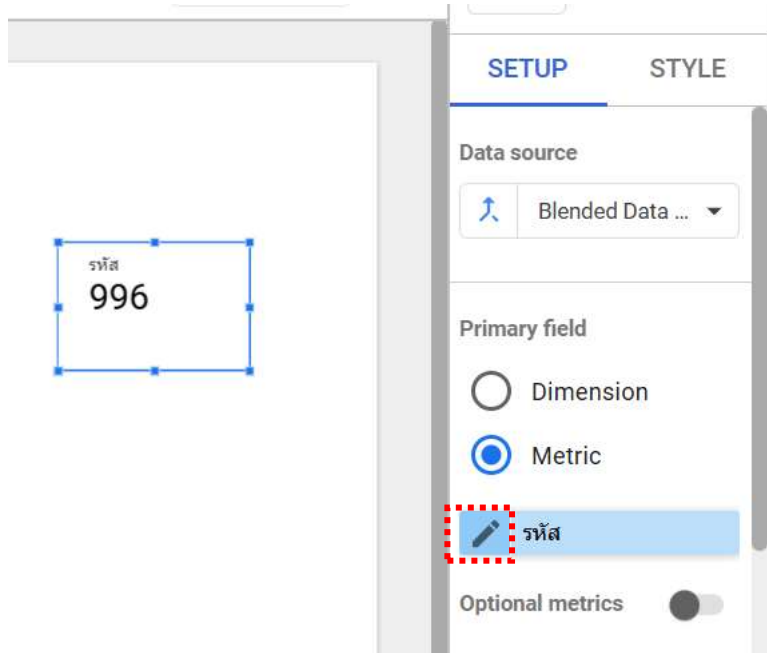 SETUP STYLE
Data source
Blended Data ...
รหัส
996
Primary field
Dimension
Metric
รหัส
Optional metrics